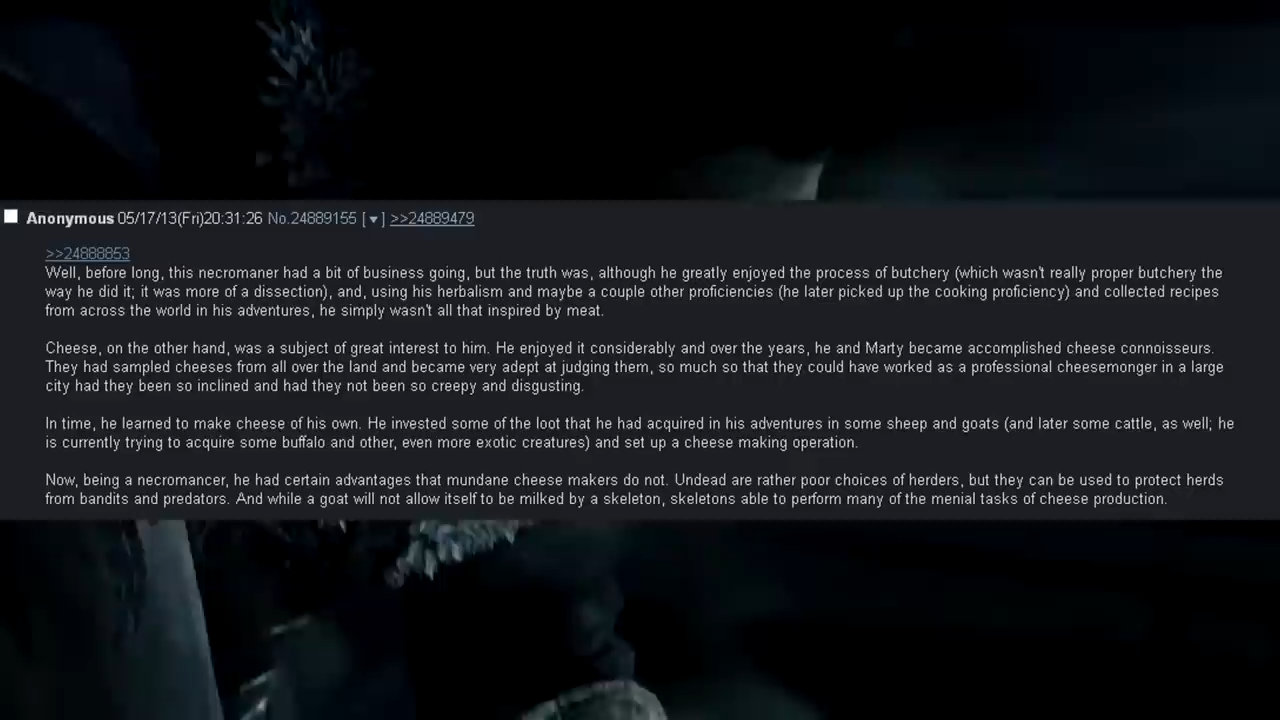 Anonymous 05/17/13(Fri)20:31:26 No.24889155 [▼] >>24889479
>>24888853
Well, before long, this necromaner had a bit of business going, but the truth was, although he greatly enjoyed the process of butchery (which wasn't really proper butchery the
way he did it; it was more of a dissection), and, using his herbalism and maybe a couple other proficiencies (he later picked up the cooking proficiency) and collected recipes
from across the world in his adventures, he simply wasn't all that inspired by meat.
Cheese, on the other hand, was a subject of great interest to him. He enjoyed it considerably and over the years, he and Marty became accomplished cheese connoisseurs.
They had sampled cheeses from all over the land and became very adept at judging them, so much so that they could have worked as a professional cheesemonger in a large
city had they been so inclined and had they not been so creepy and disgusting.
In time, he learned to make cheese of his own. He invested some of the loot that he had acquired in his adventures in some sheep and goats (and later some cattle, as well; he
is currently trying to acquire some buffalo and other, even more exotic creatures) and set up a cheese making operation.
Now, being a necromancer, he had certain advantages that mundane cheese makers do not. Undead are rather poor choices of herders, but they can be used to protect herds
from bandits and predators. And while a goat will not allow itself to be milked by a skeleton, skeletons able to perform many of the menial tasks of cheese production.